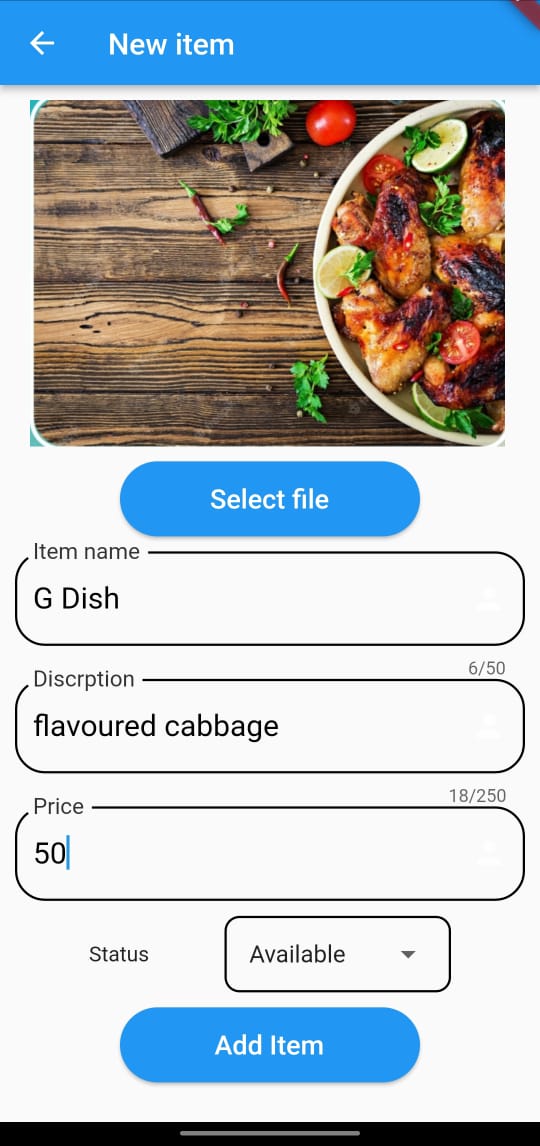 New item
Select file
Item name
G Dish
6/50
Discrption
flavoured cabbage
18/250
Price
50
Status
Available
Add Item